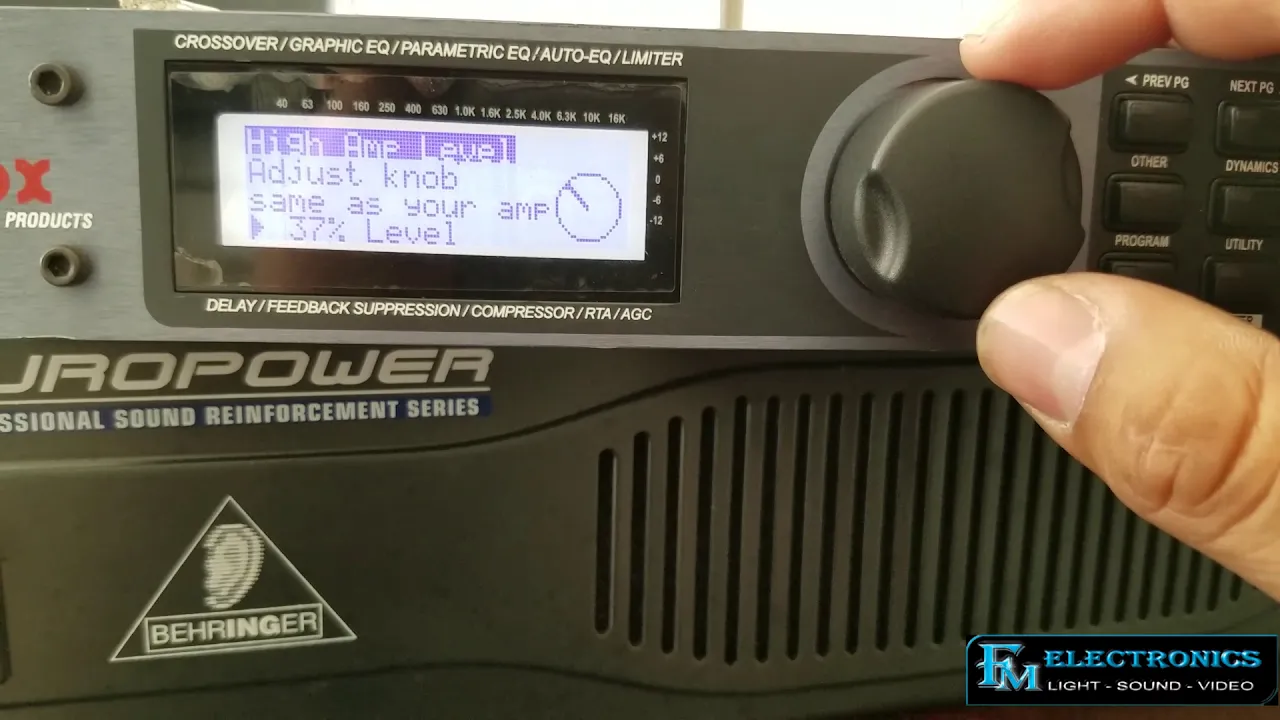 CROSSOVER / GRAPHIC EQ / PARAMETRIC EQ / AUTO-EQ / LIMITER
40 63 100 160 250 400 630 1.0K 1.6K 2.5K 4.0K 6.3K 10K 16K
+12
+6
0
-6
-12
High Amp Level
Adjust knob
same as your amp
37% Level
DELAY / FEEDBACK SUPPRESSION / COMPRESSOR / RTA / AGC
X
PRODUCTS
PREV PG
NEXT PG
OTHER
DYNAMICS
PROGRAM
UTILITY
UROPOWER
SSIONAL SOUND REINFORCEMENT SERIES
BEHRINGER
FM ELECTRONICS
LIGHT - SOUND - VIDEO